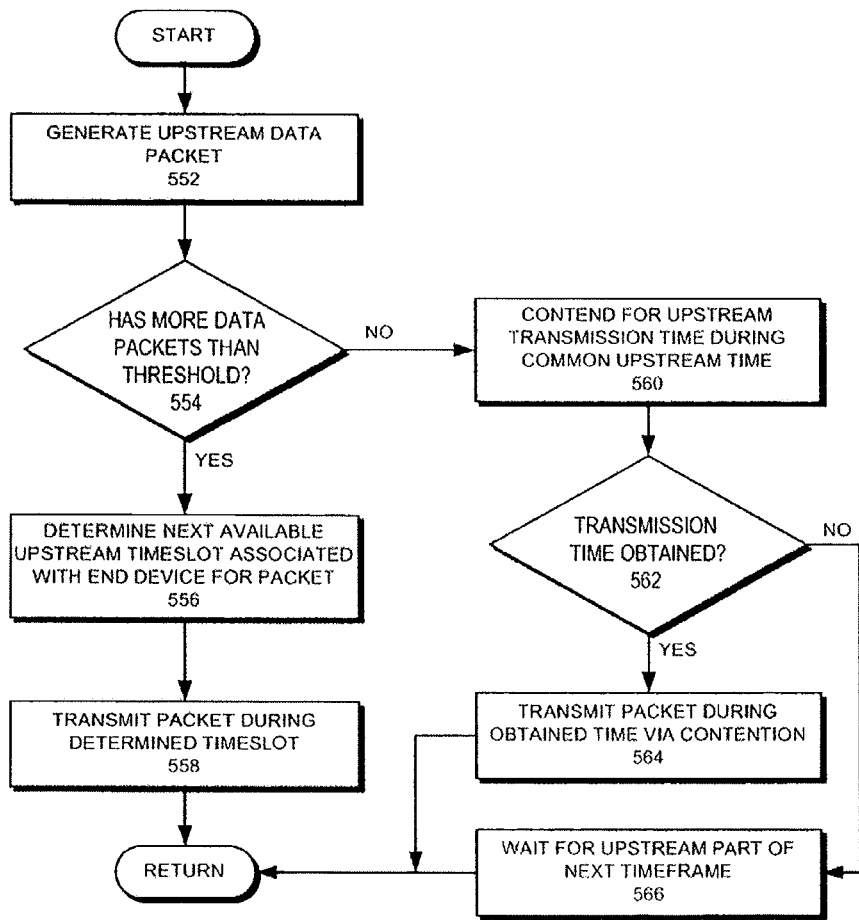 START
GENERATE UPSTREAM DATA
PACKET
552
HAS MORE DATA
PACKETS THAN
THRESHOLD?
554
NO
YES
DETERMINE NEXT AVAILABLE
UPSTREAM TIMESLOT ASSOCIATED
WITH END DEVICE FOR PACKET
556
TRANSMIT PACKET DURING
DETERMINED TIMESLOT
558
RETURN
CONTEND FOR UPSTREAM
TRANSMISSION TIME DURING
COMMON UPSTREAM TIME
560
TRANSMISSION
TIME OBTAINED?
562
NO
YES
TRANSMIT PACKET DURING
OBTAINED TIME VIA CONTENTION
564
WAIT FOR UPSTREAM PART OF
NEXT TIMEFRAME
566